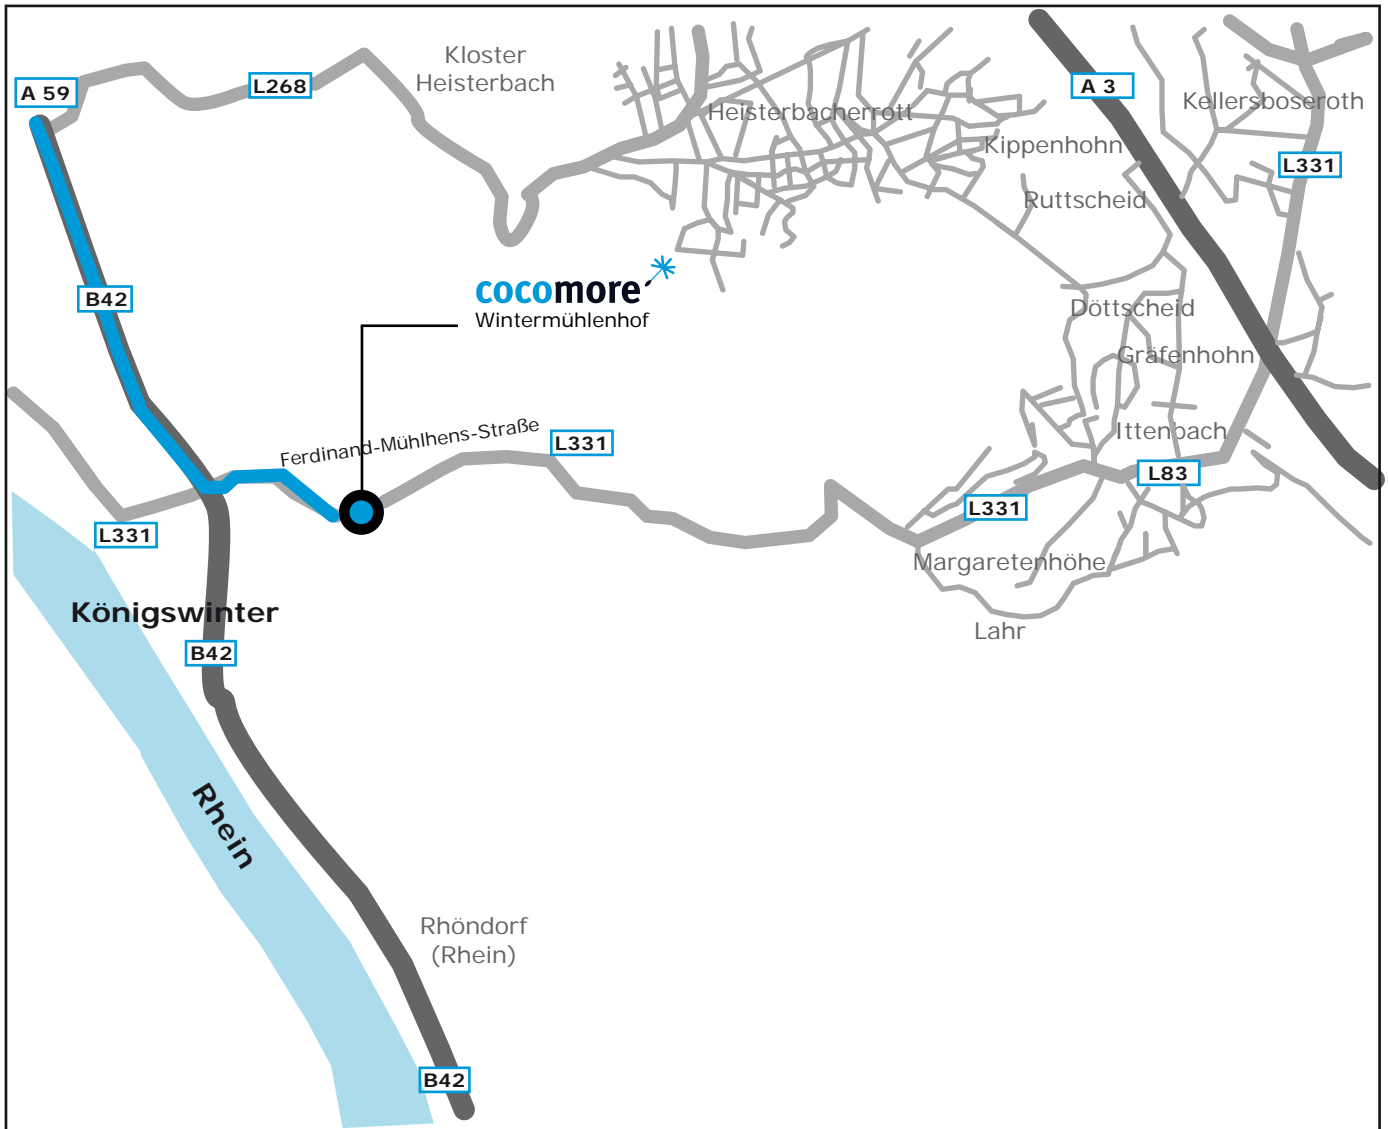 Kloster
Heisterbach
A 59
L268
A 3
Kellersboseroth
Heisterbacherrott
Kippenhohn
L331
Ruttscheid
cocomore
Wintermühlenhof
B42
Döttscheid
Gräfenhohn
Ferdinand-Mühlhens-Straße
L331
Ittenbach
L83
L331
L331
Margaretenhöhe
Königswinter
Lahr
B42
Rhein
Rhöndorf
(Rhein)
B42